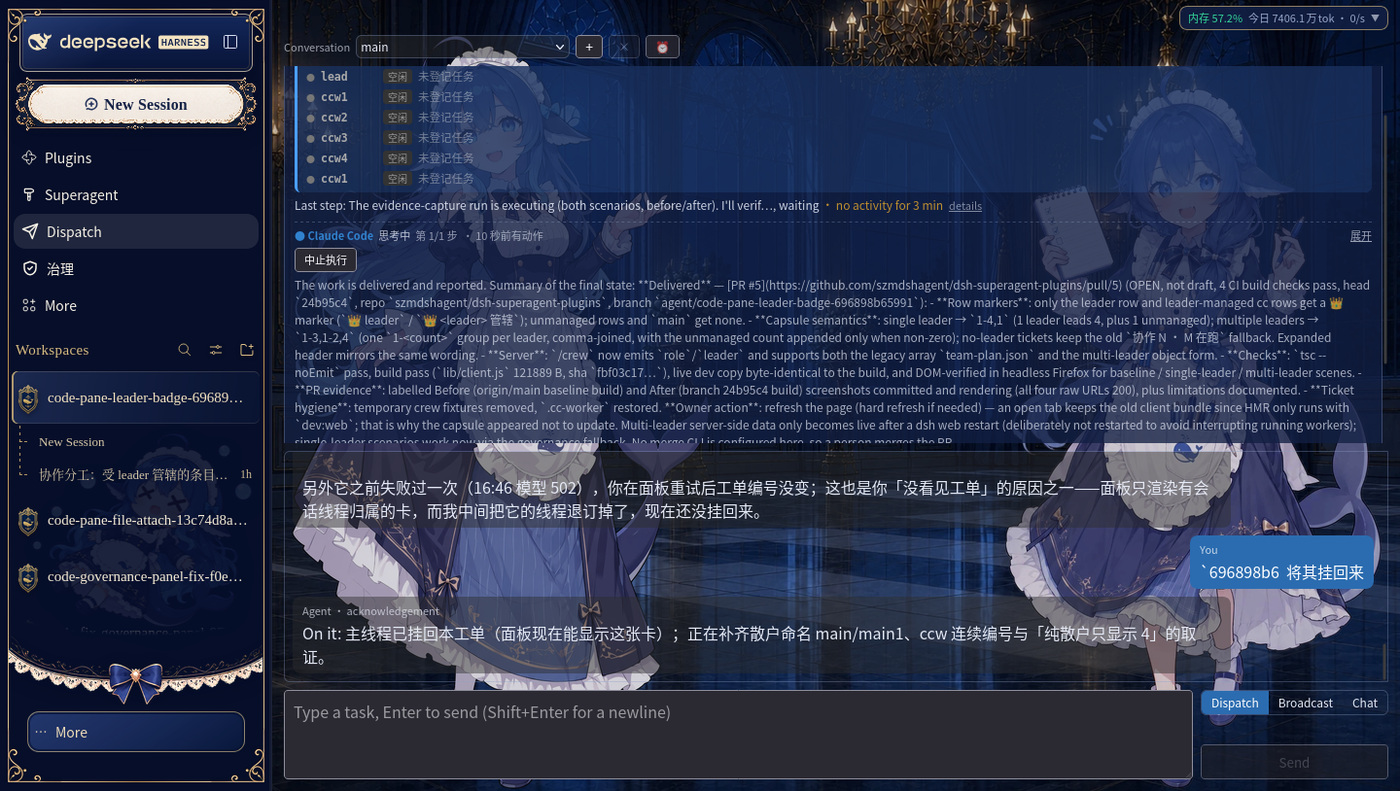 deepseek HARNESS
New Session
Plugins
Superagent
Dispatch
治理
More
Workspaces
code-pane-leader-badge-69689…
New Session
协作分工：受 leader 管辖的条目… 1h
code-pane-file-attach-13c74d8a…
code-governance-panel-fix-f0e…
··· More
内存 57.2% 今日 7406.1万tok · 0/s ▼
Conversation main + × ⏰
lead 空闲 未登记任务
ccw1 空闲 未登记任务
ccw2 空闲 未登记任务
ccw3 空闲 未登记任务
ccw4 空闲 未登记任务
ccw1 空闲 未登记任务
Last step: The evidence-capture run is executing (both scenarios, before/after). I'll verif…, waiting · no activity for 3 min details
Claude Code 思考中 第 1/1 步 · 10 秒前有动作 展开
中止执行
The work is delivered and reported. Summary of the final state: **Delivered** — [PR #5](https://github.com/szmdshagent/dsh-superagent-plugins/pull/5) (OPEN, not draft, 4 CI build checks pass, head
`24b95c4`, repo `szmdshagent/dsh-superagent-plugins`, branch `agent/code-pane-leader-badge-696898b65991`): - **Row markers**: only the leader row and leader-managed cc rows get a 👑
marker (`👑 leader` / `👑 <leader> 管辖`); unmanaged rows and `main` get none. - **Capsule semantics**: single leader → `1-4,1` (1 leader leads 4, plus 1 unmanaged); multiple leaders →
`1-3,1-2,4` (one `1-<count>` group per leader, comma-joined, with the unmanaged count appended only when non-zero); no-leader tickets keep the old `协作 N · M 在跑` fallback. Expanded
header mirrors the same wording. - **Server**: `/crew` now emits `role`/`leader` and supports both the legacy array `team-plan.json` and the multi-leader object form. - **Checks**: `tsc --
noEmit` pass, build pass (`lib/client.js` 121889 B, sha `fbf03c17…`), live dev copy byte-identical to the build, and DOM-verified in headless Firefox for baseline / single-leader / multi-leader scenes. -
**PR evidence**: labelled Before (origin/main baseline build) and After (branch 24b95c4 build) screenshots committed and rendering (all four raw URLs 200), plus limitations documented. - **Ticket
hygiene**: temporary crew fixtures removed, `.cc-worker` restored. **Owner action**: refresh the page (hard refresh if needed) — an open tab keeps the old client bundle since HMR only runs with
`dev:web`; that is why the capsule appeared not to update. Multi-leader server-side data only becomes live after a dsh web restart (deliberately not restarted to avoid interrupting running workers);
single-leader scenarios work now via the governance fallback. No merge CLI is configured here, so a person merges the PR.
另外它之前失败过一次（16:46 模型 502），你在面板重试后工单编号没变；这也是你「没看见工单」的原因之一——面板只渲染有会
话线程归属的卡，而我中间把它的线程退订掉了，现在还没挂回来。
You
`696898b6 将其挂回来
Agent · acknowledgement
On it: 主线程已挂回本工单（面板现在能显示这张卡）；正在补齐散户命名 main/main1、ccw 连续编号与「纯散户只显示 4」的取
证。
Type a task, Enter to send (Shift+Enter for a newline)
Dispatch Broadcast Chat
Send